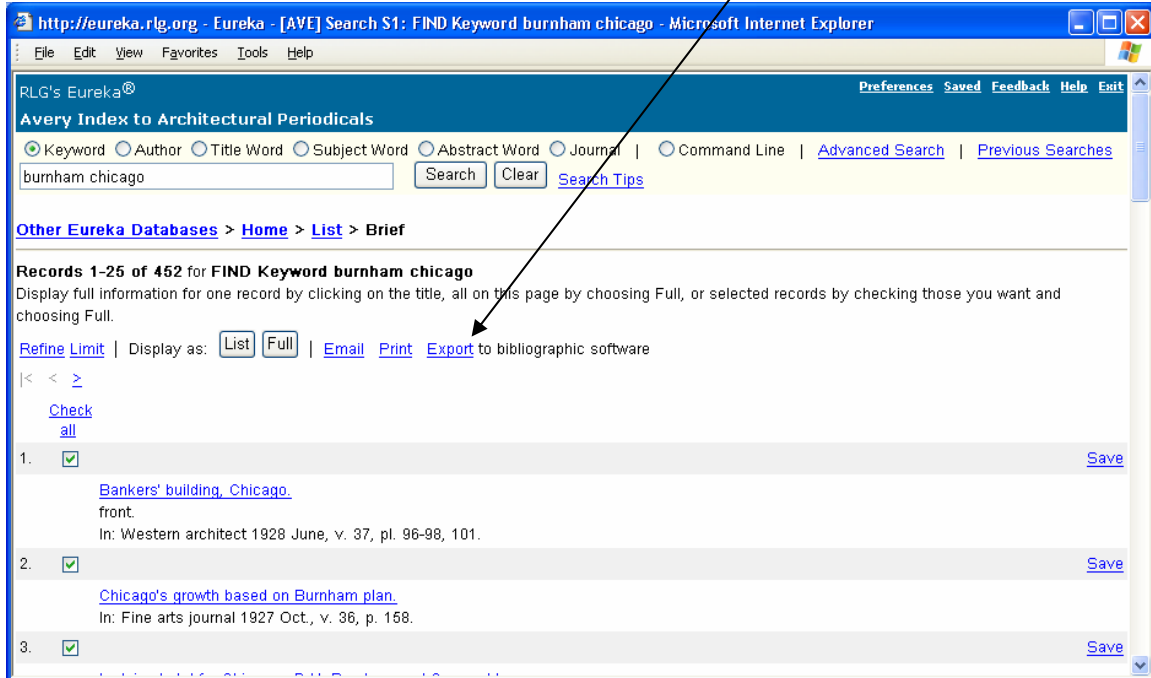 http://eureka.rlg.org - Eureka - [AVE] Search S1: FIND Keyword burnham chicago - Microsoft Internet Explorer
File Edit View Favorites Tools Help
RLG's Eureka® Preferences Saved Feedback Help Exit
Avery Index to Architectural Periodicals
Keyword Author Title Word Subject Word Abstract Word Journal | Command Line | Advanced Search | Previous Searches
burnham chicago Search Clear Search Tips
Other Eureka Databases > Home > List > Brief
Records 1-25 of 452 for FIND Keyword burnham chicago
Display full information for one record by clicking on the title, all on this page by choosing Full, or selected records by checking those you want and
choosing Full.
Refine Limit | Display as: List Full | Email Print Export to bibliographic software
|< < >
Check
all
1. Save
Bankers' building, Chicago.
front.
In: Western architect 1928 June, v. 37, pl. 96-98, 101.
2. Save
Chicago's growth based on Burnham plan.
In: Fine arts journal 1927 Oct., v. 36, p. 158.
3. Save